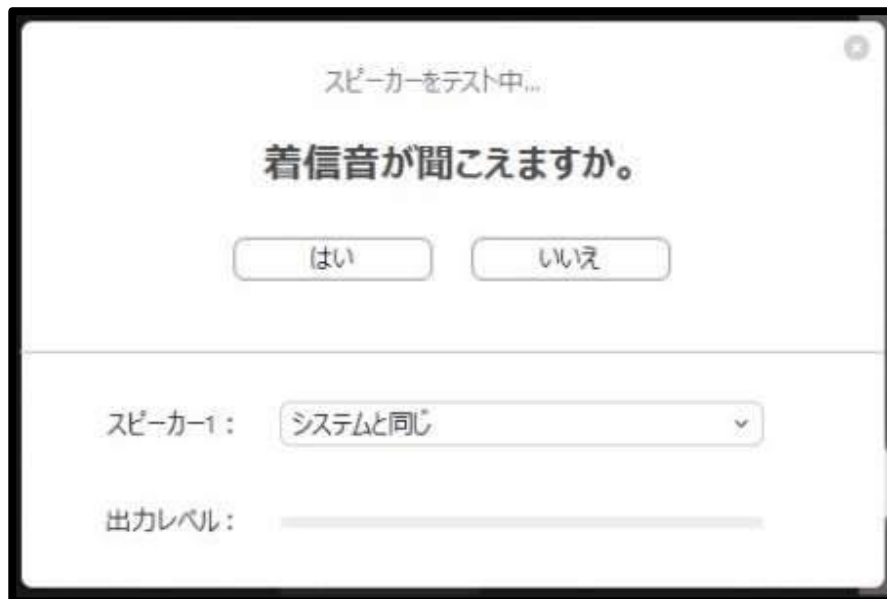 スピーカーをテスト中...
着信音が聞こえますか。
はい
いいえ
スピーカー1：
システムと同じ
出力レベル：